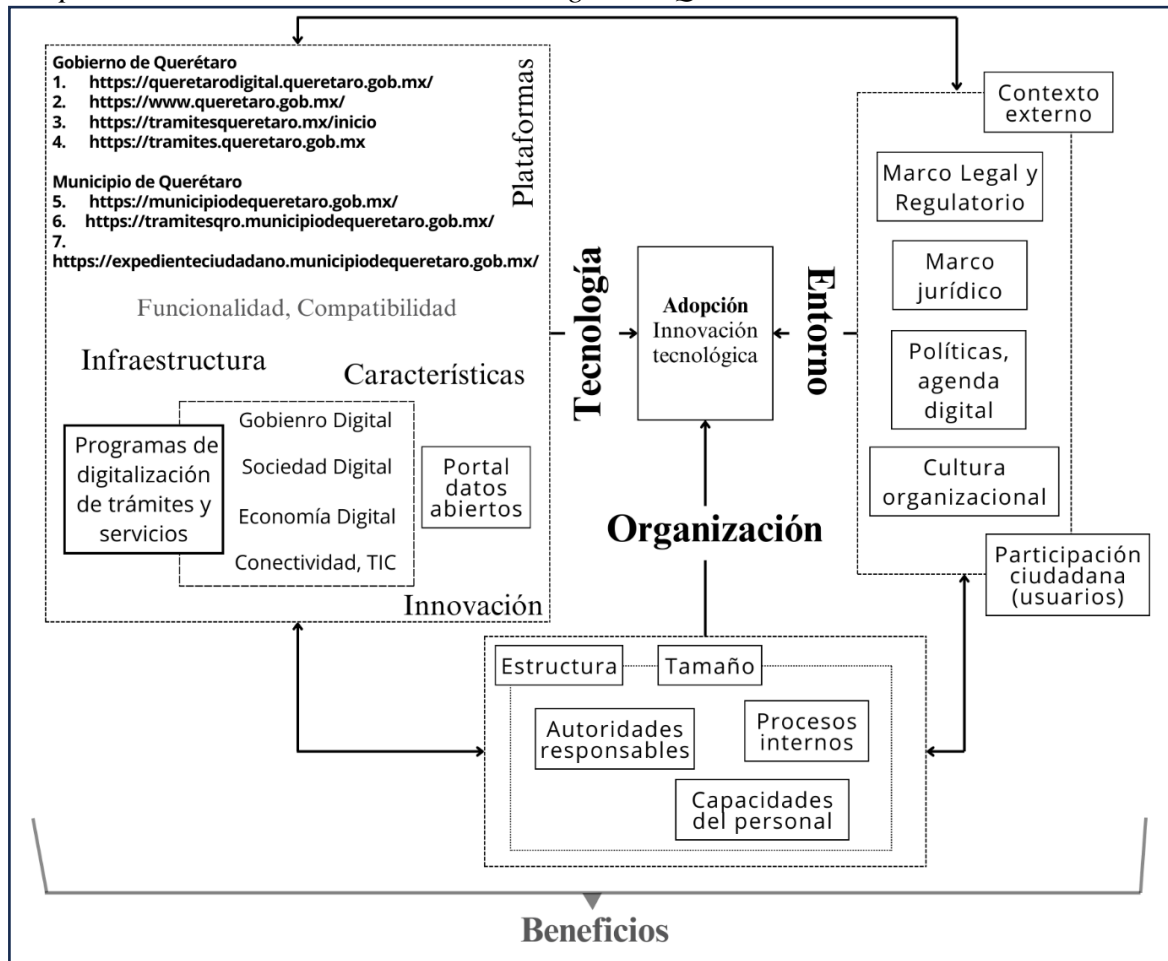 Gobierno de Querétaro
1. https://queretarodigital.queretaro.gob.mx/
2. https://www.queretaro.gob.mx/
3. https://tramitesqueretaro.mx/inicio
4. https://tramites.queretaro.gob.mx
Municipio de Querétaro
5. https://municipiodequeretaro.gob.mx/
6. https://tramitesqro.municipiodequeretaro.gob.mx/
7.
https://expedienteciudadano.municipiodequeretaro.gob.mx/
Plataformas
Funcionalidad, Compatibilidad
Infraestructura
Características
Programas de
digitalización
de trámites y
servicios
Gobienro Digital
Sociedad Digital
Economía Digital
Conectividad, TIC
Portal
datos
abiertos
Innovación
Tecnología
Adopción
Innovación
tecnológica
Entorno
Contexto
externo
Marco Legal y
Regulatorio
Marco
jurídico
Políticas,
agenda
digital
Cultura
organizacional
Participación
ciudadana
(usuarios)
Organización
Estructura
Tamaño
Autoridades
responsables
Procesos
internos
Capacidades
del personal
Beneficios